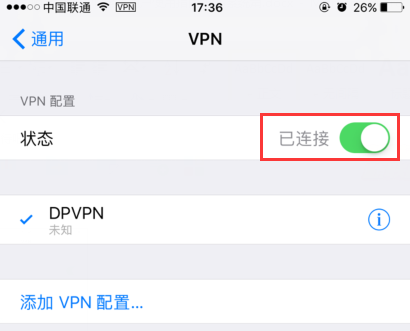 中国联通 VPN 17:36 26%
通用 VPN
VPN 配置
状态 已连接
DPVPN
未知
添加 VPN 配置...